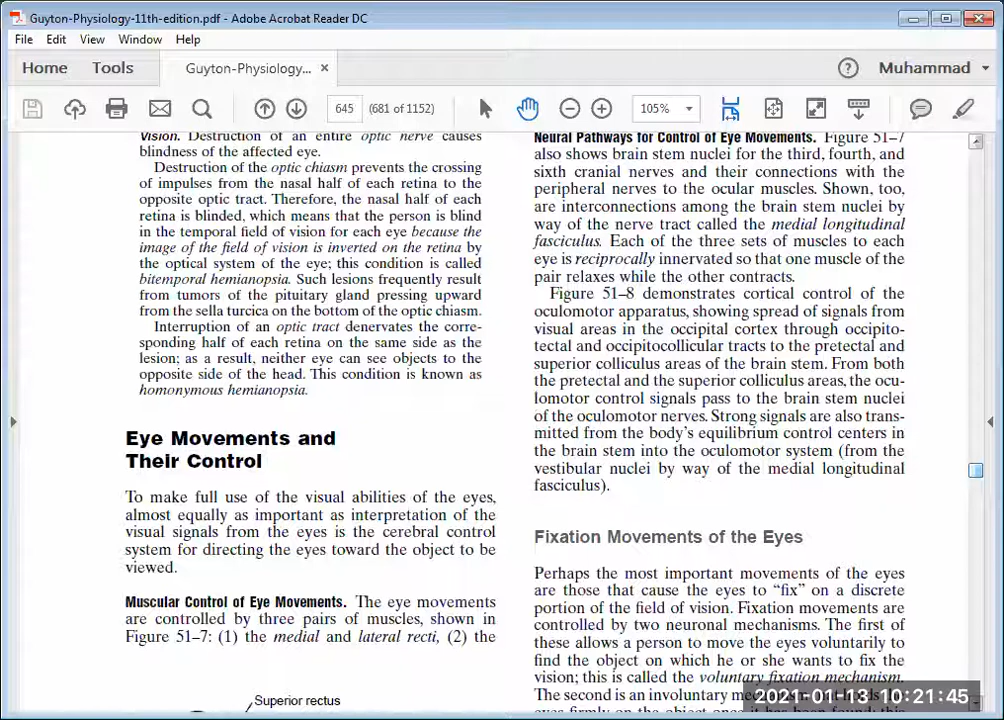 Guyton-Physiology-11th-edition.pdf - Adobe Acrobat Reader DC
File Edit View Window Help
Home Tools Guyton-Physiology... × ? Muhammad
645 (681 of 1152) 105%
Vision. Destruction of an entire optic nerve causes
blindness of the affected eye.
Destruction of the optic chiasm prevents the crossing
of impulses from the nasal half of each retina to the
opposite optic tract. Therefore, the nasal half of each
retina is blinded, which means that the person is blind
in the temporal field of vision for each eye because the
image of the field of vision is inverted on the retina by
the optical system of the eye; this condition is called
bitemporal hemianopsia. Such lesions frequently result
from tumors of the pituitary gland pressing upward
from the sella turcica on the bottom of the optic chiasm.
Interruption of an optic tract denervates the corre-
sponding half of each retina on the same side as the
lesion; as a result, neither eye can see objects to the
opposite side of the head. This condition is known as
homonymous hemianopsia.
Eye Movements and
Their Control
To make full use of the visual abilities of the eyes,
almost equally as important as interpretation of the
visual signals from the eyes is the cerebral control
system for directing the eyes toward the object to be
viewed.
Muscular Control of Eye Movements. The eye movements
are controlled by three pairs of muscles, shown in
Figure 51–7: (1) the medial and lateral recti, (2) the
Superior rectus
Neural Pathways for Control of Eye Movements. Figure 51–7
also shows brain stem nuclei for the third, fourth, and
sixth cranial nerves and their connections with the
peripheral nerves to the ocular muscles. Shown, too,
are interconnections among the brain stem nuclei by
way of the nerve tract called the medial longitudinal
fasciculus. Each of the three sets of muscles to each
eye is reciprocally innervated so that one muscle of the
pair relaxes while the other contracts.
Figure 51–8 demonstrates cortical control of the
oculomotor apparatus, showing spread of signals from
visual areas in the occipital cortex through occipito-
tectal and occipitocollicular tracts to the pretectal and
superior colliculus areas of the brain stem. From both
the pretectal and the superior colliculus areas, the ocu-
lomotor control signals pass to the brain stem nuclei
of the oculomotor nerves. Strong signals are also trans-
mitted from the body's equilibrium control centers in
the brain stem into the oculomotor system (from the
vestibular nuclei by way of the medial longitudinal
fasciculus).
Fixation Movements of the Eyes
Perhaps the most important movements of the eyes
are those that cause the eyes to "fix" on a discrete
portion of the field of vision. Fixation movements are
controlled by two neuronal mechanisms. The first of
these allows a person to move the eyes voluntarily to
find the object on which he or she wants to fix the
vision; this is called the voluntary fixation mechanism.
The second is an involuntary
2021-01-13 10:21:45